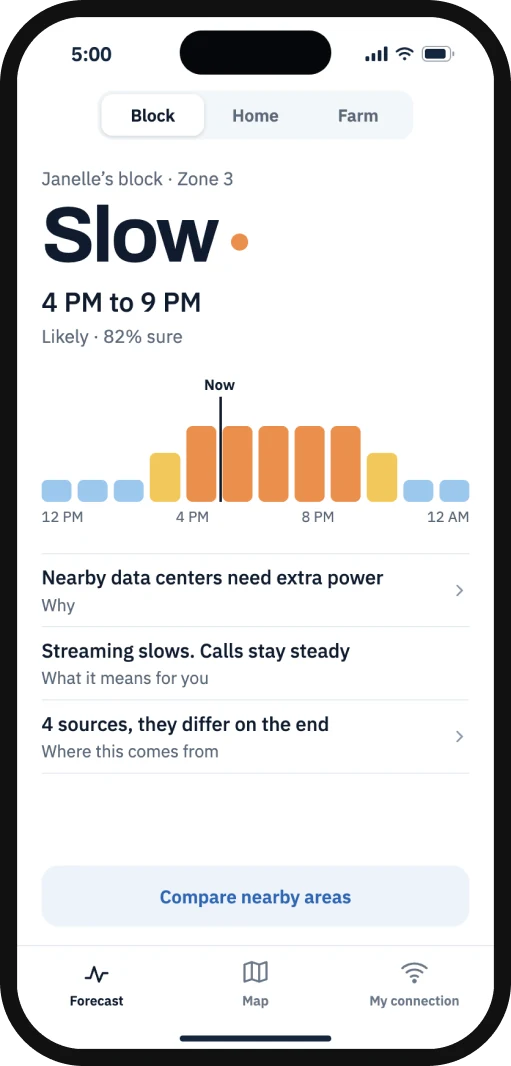 5:00
Block Home Farm
Janelle’s block · Zone 3
Slow
4 PM to 9 PM
Likely · 82% sure
Now
12 PM 4 PM 8 PM 12 AM
Nearby data centers need extra power
Why
Streaming slows. Calls stay steady
What it means for you
4 sources, they differ on the end
Where this comes from
Compare nearby areas
Forecast Map My connection